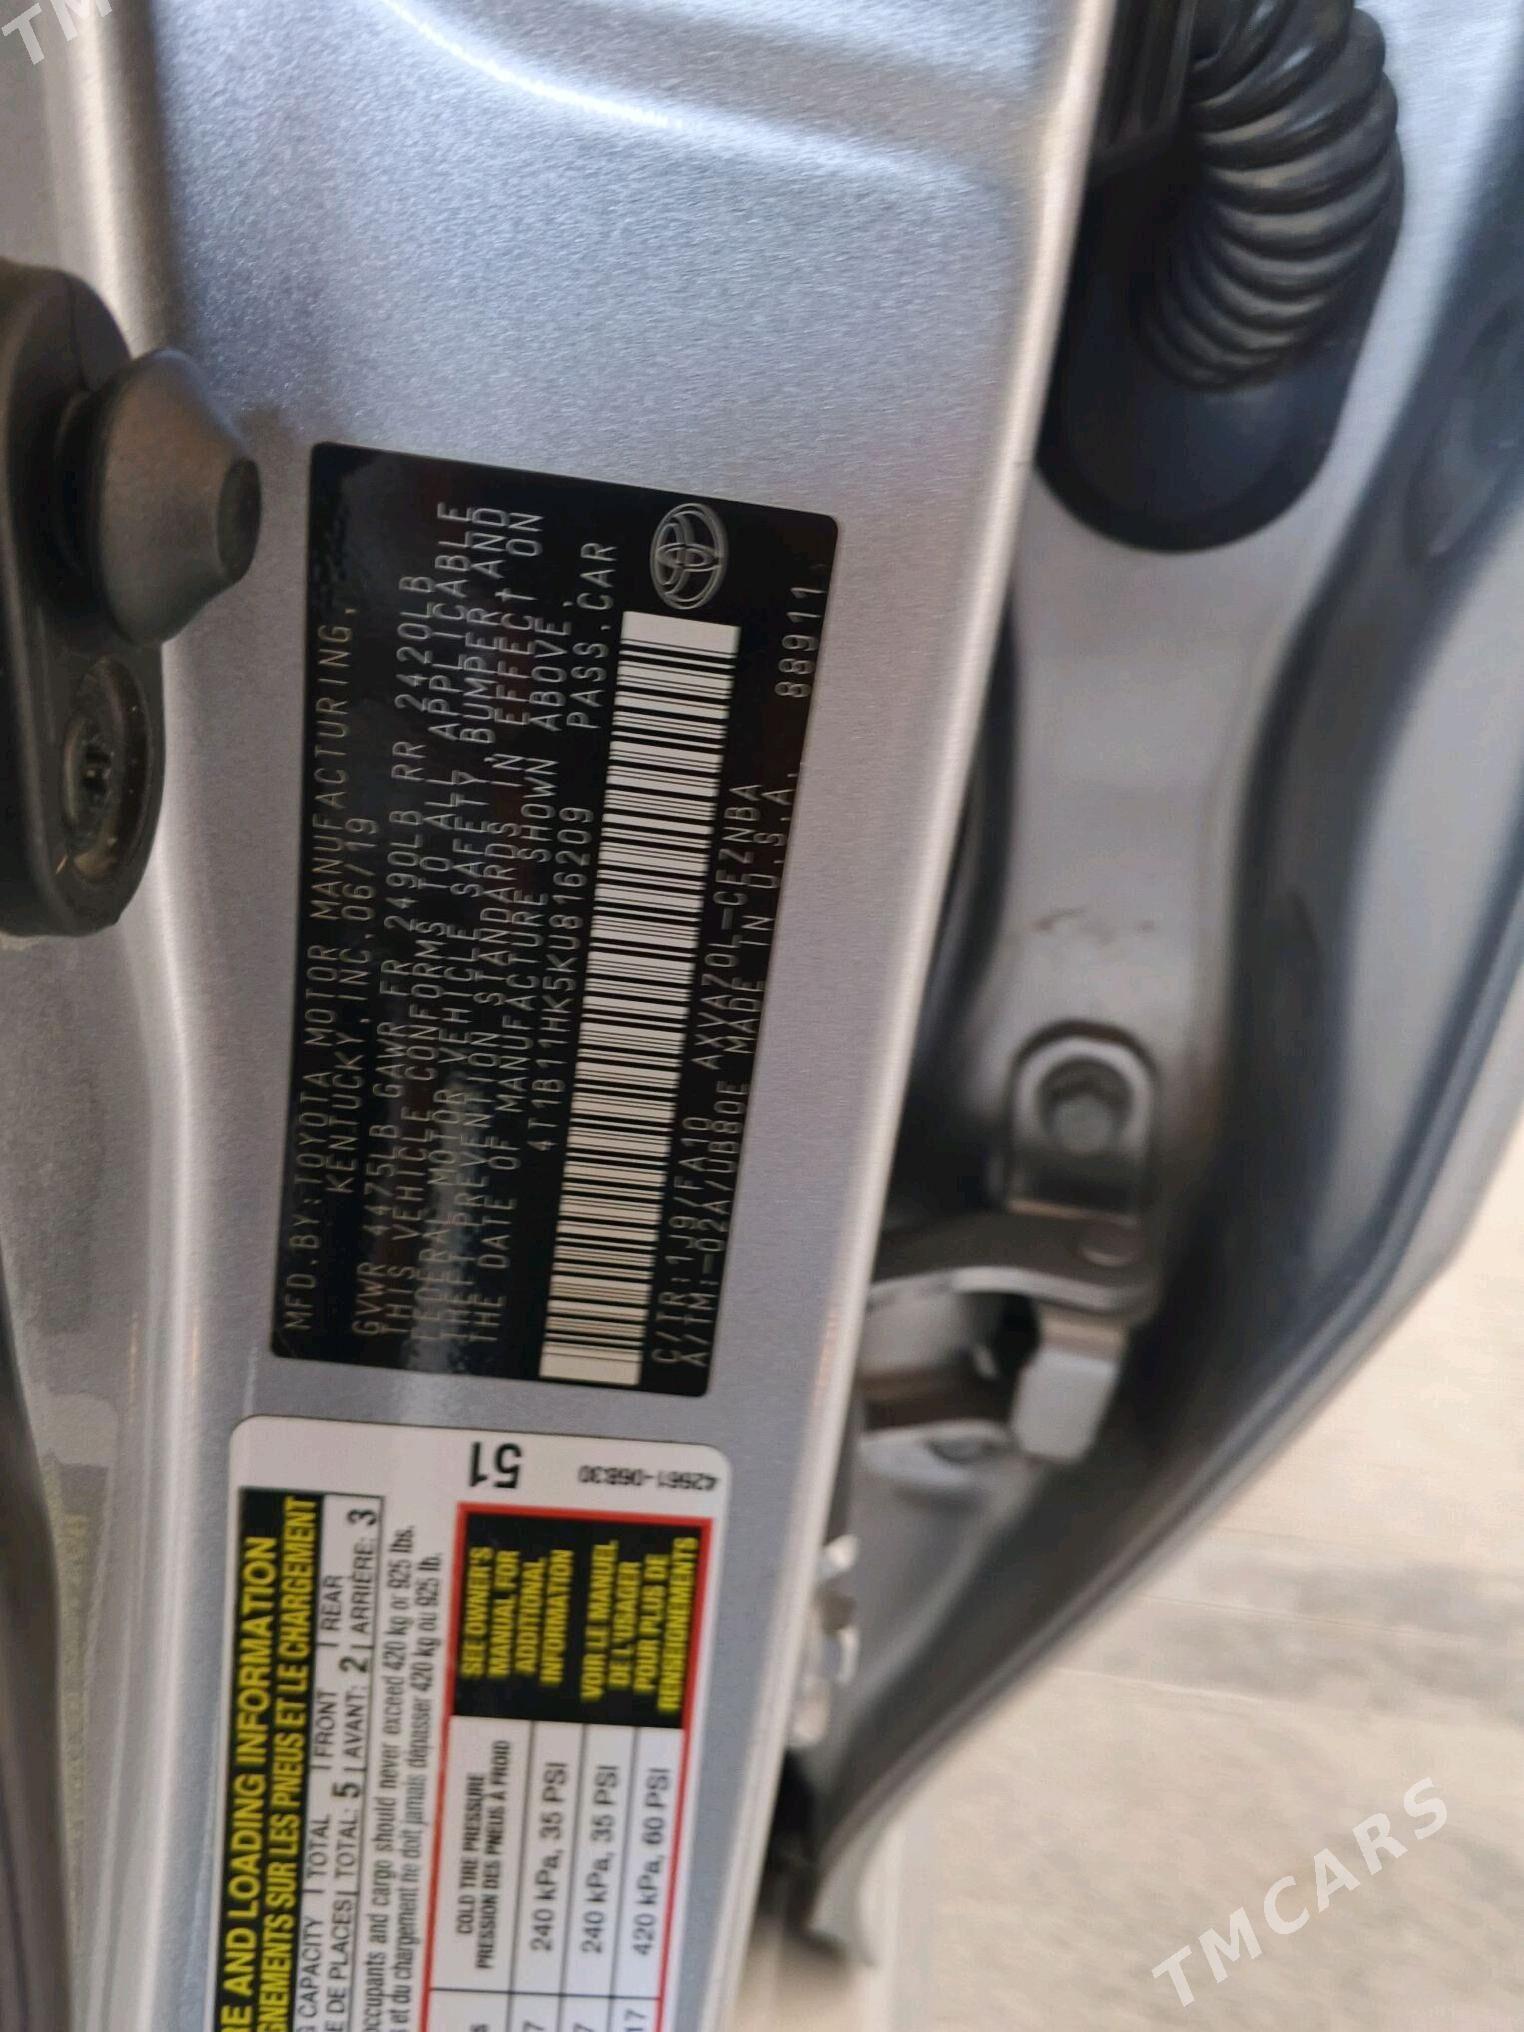 MFD.BY:TOYOTA MOTOR MANUFACTURING,
KENTUCKY,INC.06/19
GVWR 4475LB GAWR FR 2490LB RR 2420LB
THIS VEHICLE CONFORMS TO ALL APPLICABLE
FEDERAL MOTOR VEHICLE SAFETY,BUMPER,AND
THEFT PREVENTION STANDARDS IN EFFECT ON
THE DATE OF MANUFACTURE SHOWN ABOVE.
4T1B11HK5KU816209 PASS.CAR
C/TR:1J9/FA10 AXVA70L-CEZNBA
A/TM:-02A/UB80E MADE IN U.S.A. 88911
51
42661-06B30
RE AND LOADING INFORMATION
GNEMENTS SUR LES PNEUS ET LE CHARGEMENT
G CAPACITY TOTAL FRONT REAR
E DE PLACES TOTAL: 5 AVANT: 2 ARRIÈRE: 3
occupants and cargo should never exceed 420 kg or 925 lbs.
s et du chargement ne doit jamais dépasser 420 kg ou 925 lb.
COLD TIRE PRESSURE
PRESSION DES PNEUS À FROID
240 kPa, 35 PSI
240 kPa, 35 PSI
17 420 kPa, 60 PSI
SEE OWNER'S
MANUAL FOR
ADDITIONAL
INFORMATION
VOIR LE MANUEL
DE L'USAGER
POUR PLUS DE
RENSEIGNEMENTS
TM
TMCARS